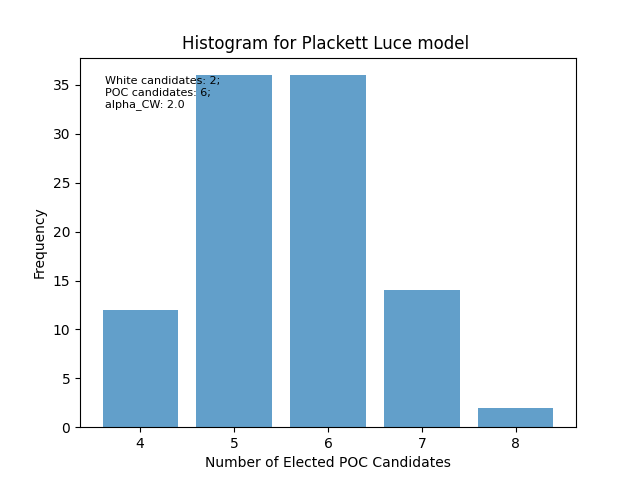 Histogram for Plackett Luce model
White candidates: 2;
POC candidates: 6;
alpha_CW: 2.0
35
30
25
20
15
10
5
0
Frequency
4 5 6 7 8
Number of Elected POC Candidates